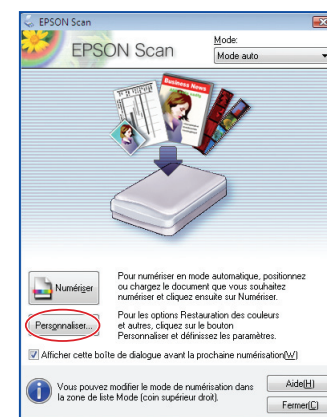 EPSON Scan
EPSON Scan
Mode:
Mode auto
Business News
Numériser
Pour numériser en mode automatique, positionnez
ou chargez le document que vous souhaitez
numériser et cliquez ensuite sur Numériser.
Personnaliser...
Pour les options Restauration des couleurs
et autres, cliquez sur le bouton
Personnaliser et définissez les paramètres.
Afficher cette boîte de dialogue avant la prochaine numérisation(W)
Vous pouvez modifier le mode de numérisation dans
la zone de liste Mode (coin supérieur droit).
Aide(H)
Fermer(C)